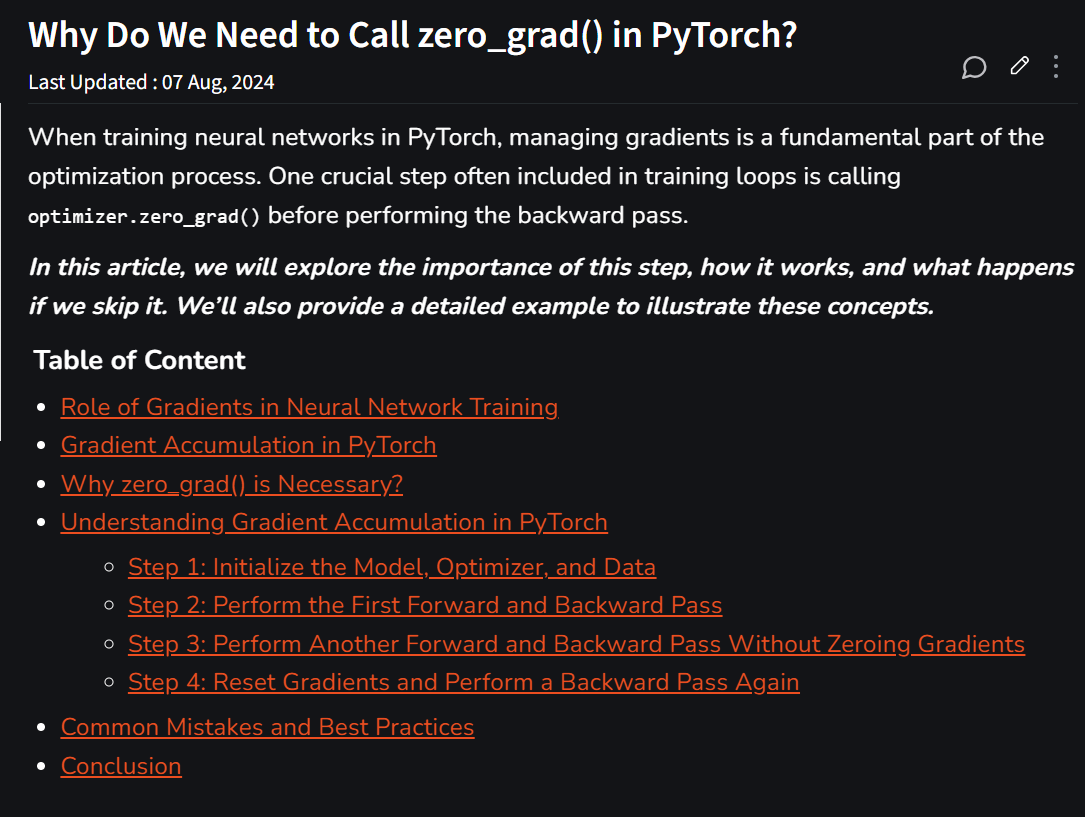 Why Do We Need to Call zero_grad() in PyTorch?
Last Updated : 07 Aug, 2024
When training neural networks in PyTorch, managing gradients is a fundamental part of the
optimization process. One crucial step often included in training loops is calling
optimizer.zero_grad() before performing the backward pass.
In this article, we will explore the importance of this step, how it works, and what happens
if we skip it. We’ll also provide a detailed example to illustrate these concepts.
Table of Content
Role of Gradients in Neural Network Training
Gradient Accumulation in PyTorch
Why zero_grad() is Necessary?
Understanding Gradient Accumulation in PyTorch
Step 1: Initialize the Model, Optimizer, and Data
Step 2: Perform the First Forward and Backward Pass
Step 3: Perform Another Forward and Backward Pass Without Zeroing Gradients
Step 4: Reset Gradients and Perform a Backward Pass Again
Common Mistakes and Best Practices
Conclusion